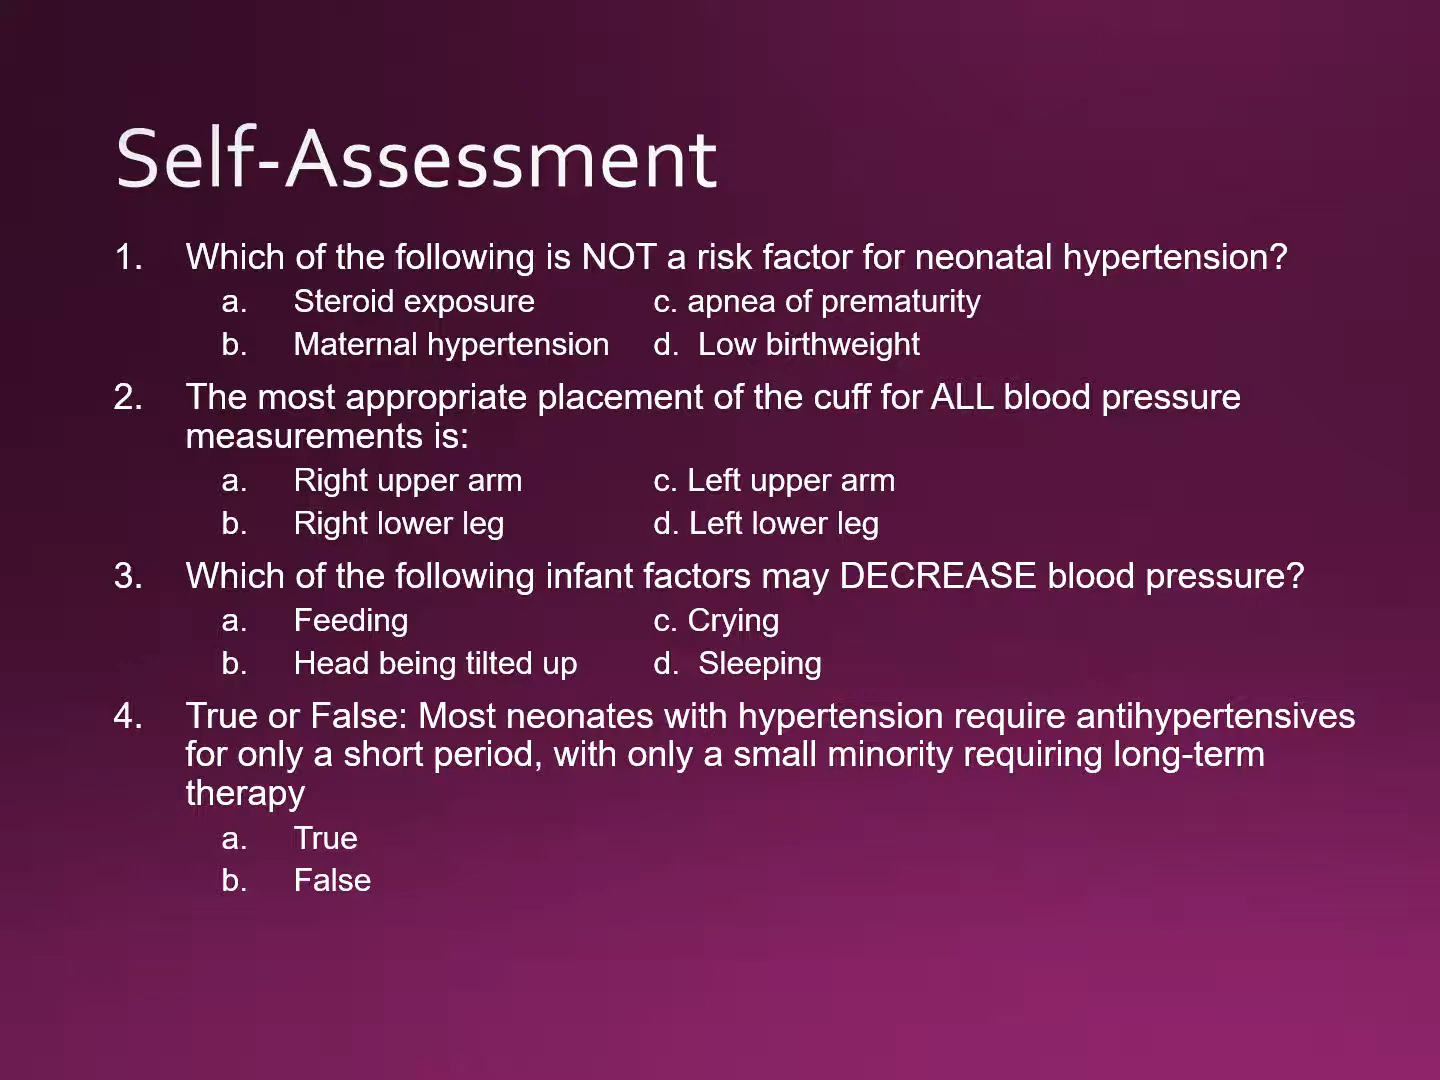 Self-Assessment
1. Which of the following is NOT a risk factor for neonatal hypertension?
a. Steroid exposure c. apnea of prematurity
b. Maternal hypertension d. Low birthweight
2. The most appropriate placement of the cuff for ALL blood pressure
measurements is:
a. Right upper arm c. Left upper arm
b. Right lower leg d. Left lower leg
3. Which of the following infant factors may DECREASE blood pressure?
a. Feeding c. Crying
b. Head being tilted up d. Sleeping
4. True or False: Most neonates with hypertension require antihypertensives
for only a short period, with only a small minority requiring long-term
therapy
a. True
b. False